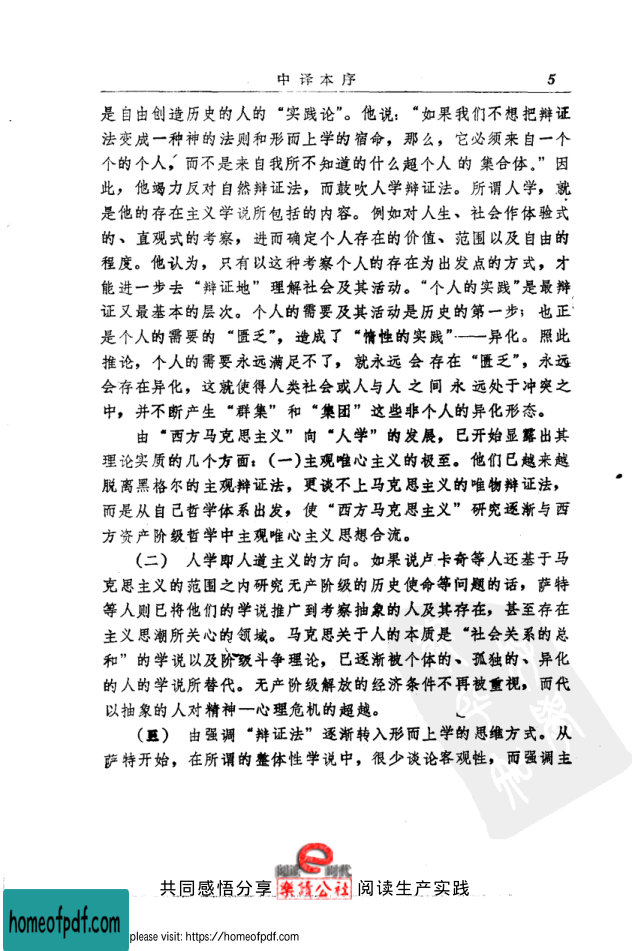 中译本序 5
是自由创造历史的人的“实践论”。他说：“如果我们不想把辩证
法变成一种神的法则和形而上学的宿命，那么，它必须来自一个
个的个人，而不是来自我所不知道的什么超个人的集合体。”因
此，他竭力反对自然辩证法，而鼓吹人学辩证法。所谓人学，就
是他的存在主义学说所包括的内容。例如对人生、社会作体验式
的、直观式的考察，进而确定个人存在的价值、范围以及自由的
程度。他认为，只有以这种考察个人的存在为出发点的方式，才
能进一步去“辩证地”理解社会及其活动。“个人的实践”是最辩
证又最基本的层次。个人的需要及其活动是历史的第一步；也正
是个人的需要的“匮乏”，造成了“惰性的实践”——异化。照此
推论，个人的需要永远满足不了，就永远会存在“匮乏”，永远
会存在异化，这就使得人类社会或人与人之间永远处于冲突之
中，并不断产生“群集”和“集团”这些非个人的异化形态。
由“西方马克思主义”向“人学”的发展，已开始显露出其
理论实质的几个方面：(一)主观唯心主义的极至。他们已越来越
脱离黑格尔的主观辩证法，更谈不上马克思主义的唯物辩证法，
而是从自己哲学体系出发，使“西方马克思主义”研究逐渐与西
方资产阶级哲学中主观唯心主义思想合流。
(二) 人学即人道主义的方向。如果说卢卡奇等人还基于马
克思主义的范围之内研究无产阶级的历史使命等问题的话，萨特
等人则已将他们的学说推广到考察抽象的人及其存在，甚至存在
主义思潮所关心的领域。马克思关于人的本质是“社会关系的总
和”的学说以及阶级斗争理论，已逐渐被个体的、孤独的、异化
的人的学说所替代。无产阶级解放的经济条件不再被重视，而代
以抽象的人对精神—心理危机的超越。
(三) 由强调“辩证法”逐渐转入形而上学的思维方式。从
萨特开始，在所谓的整体性学说中，很少谈论客观性，而强调主
阅读 e 时代
共同感悟分享 乐读公社 阅读生产实践
homeofpdf.com
please visit: https://homeofpdf.com